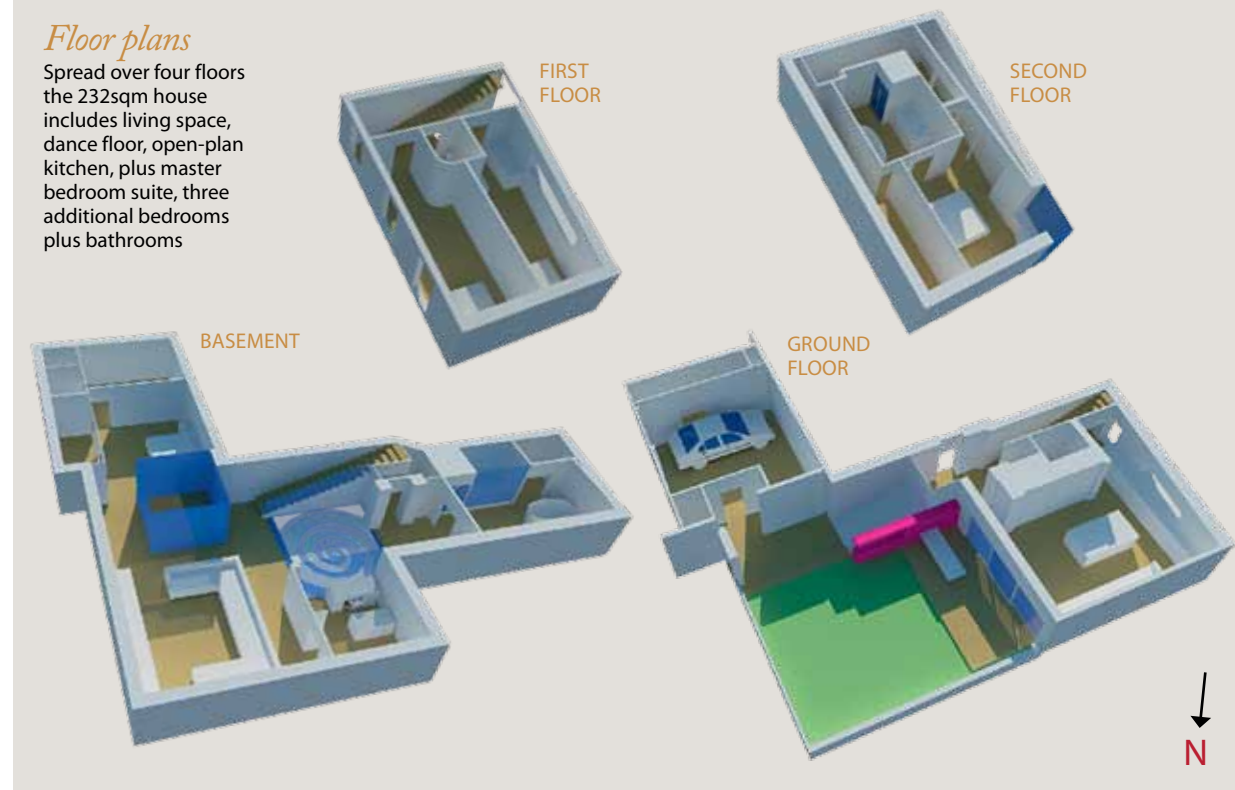 Floor plans
Spread over four floors
the 232sqm house
includes living space,
dance floor, open-plan
kitchen, plus master
bedroom suite, three
additional bedrooms
plus bathrooms
FIRST
FLOOR
SECOND
FLOOR
BASEMENT
GROUND
FLOOR
N